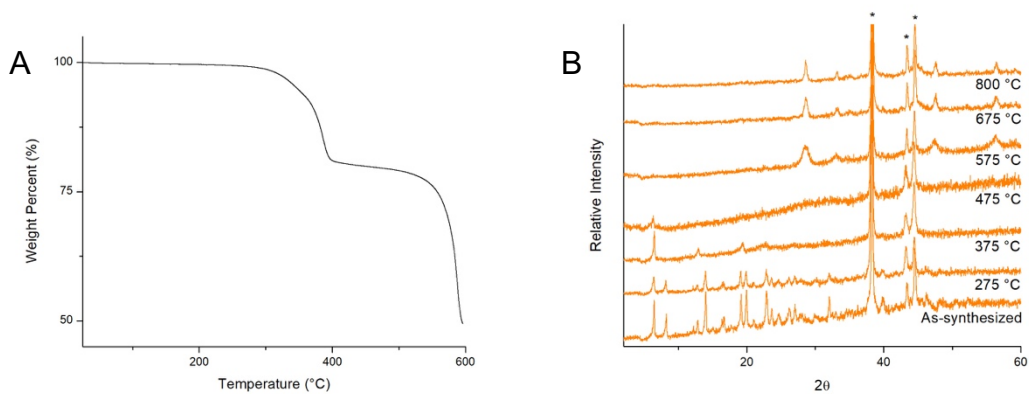 A
Weight Percent (%)
100
75
50
200
400
600
Temperature (°C)
B
Relative Intensity
*
*
*
800 °C
675 °C
575 °C
475 °C
375 °C
275 °C
As-synthesized
20
40
60
2θ